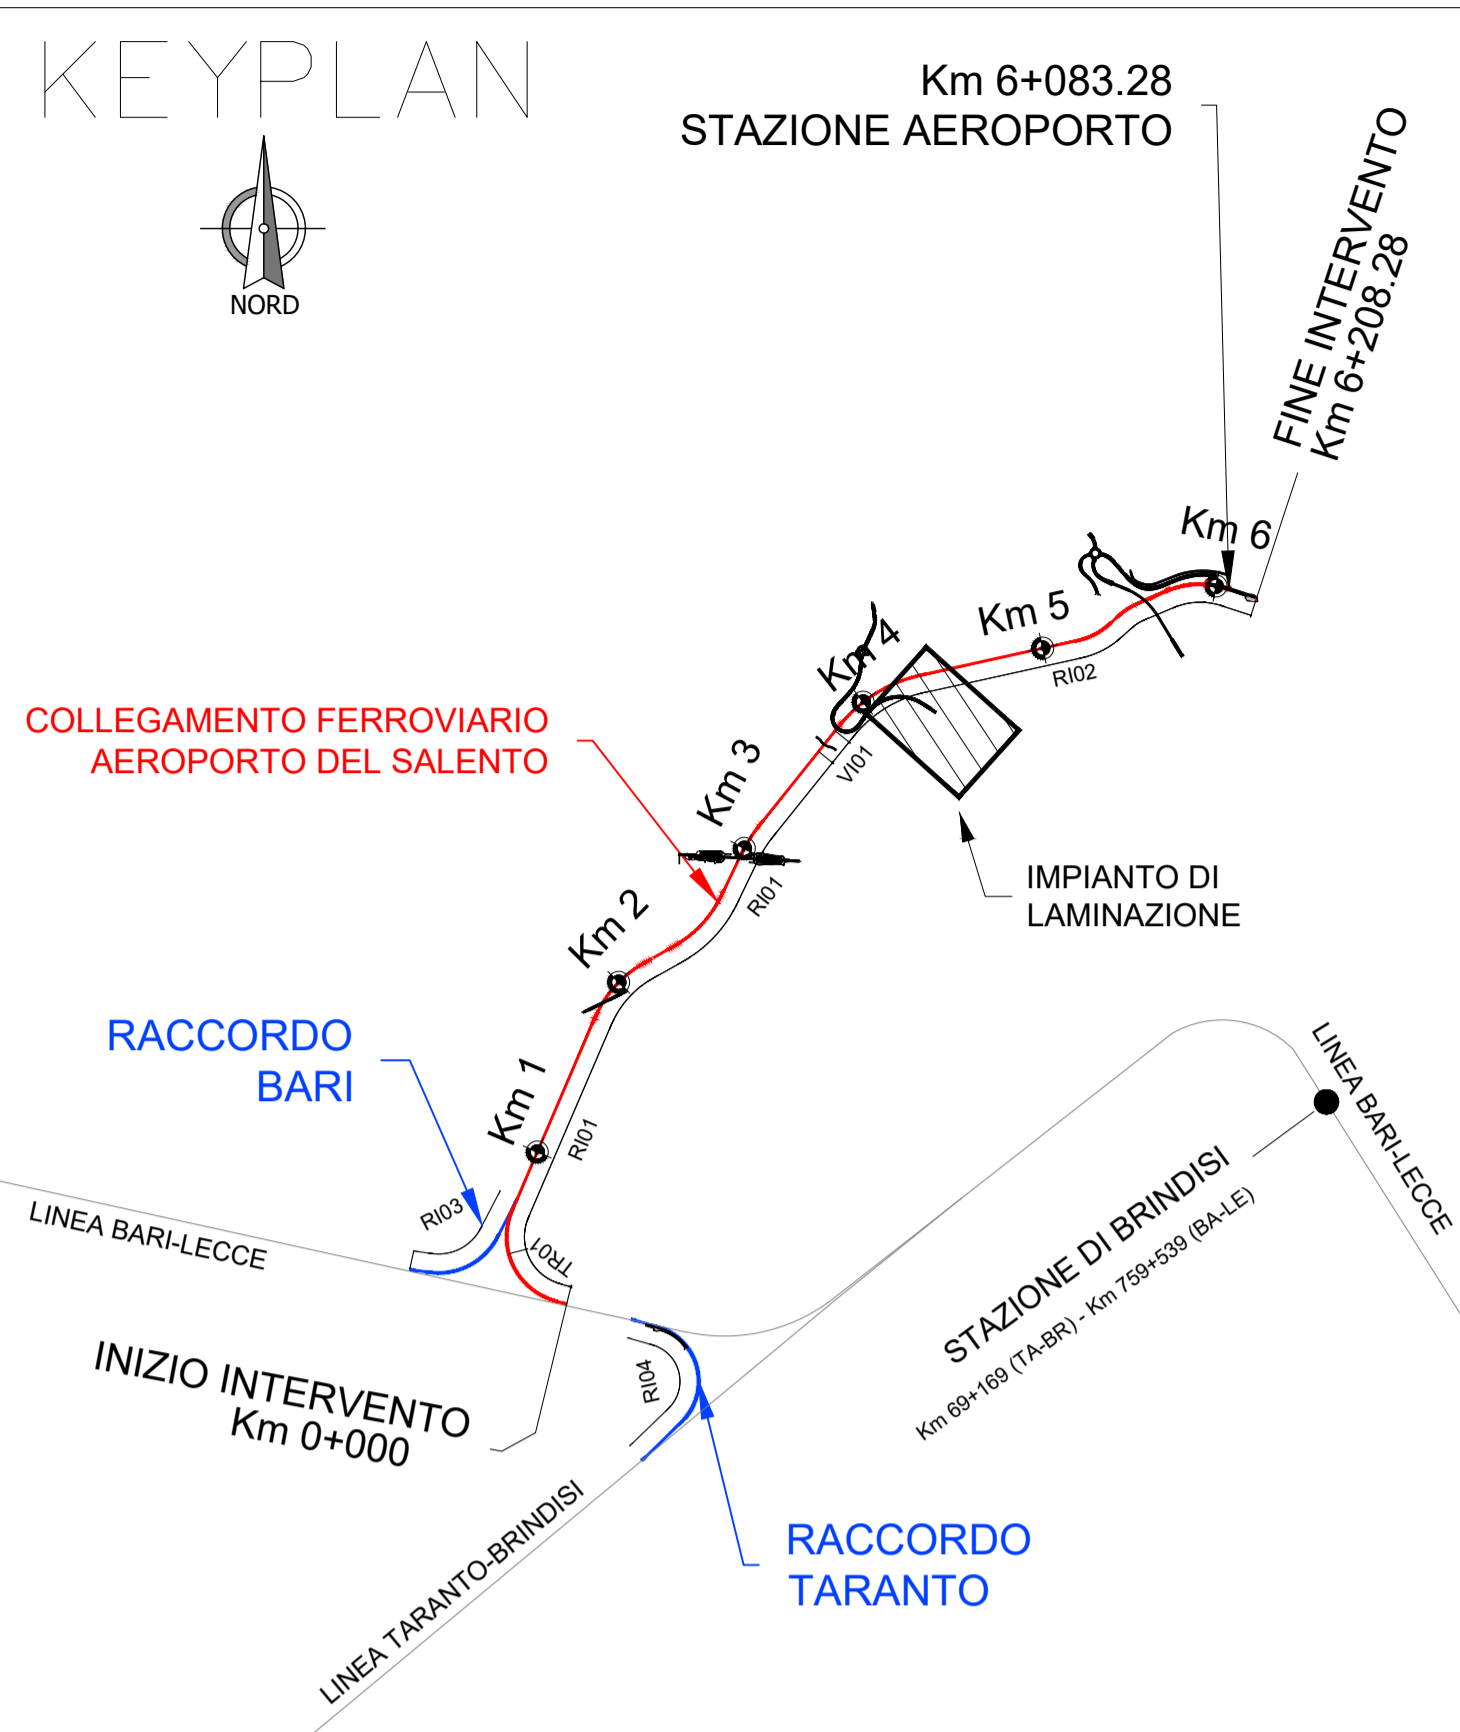 KEYPLAN
NORD
Km 6+083.28
STAZIONE AEROPORTO
FINE INTERVENTO
Km 6+208.28
Km 6
Km 5
RI02
Km 4
VI01
COLLEGAMENTO FERROVIARIO
AEROPORTO DEL SALENTO
Km 3
RI01
IMPIANTO DI
LAMINAZIONE
Km 2
RACCORDO
BARI
Km 1
RI01
RI03
TR01
LINEA BARI-LECCE
LINEA BARI-LECCE
STAZIONE DI BRINDISI
Km 69+169 (TA-BR) - Km 759+539 (BA-LE)
INIZIO INTERVENTO
Km 0+000
RI04
LINEA TARANTO-BRINDISI
RACCORDO
TARANTO